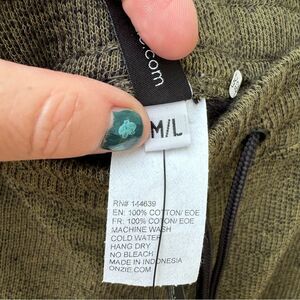 .com
M/L
RN# 144639
EN: 100% COTTON/ EOE
FR: 100% COTON/ EOE
MACHINE WASH
COLD WATER
HANG DRY
NO BLEACH
MADE IN INDONESIA
ONZIE.COM